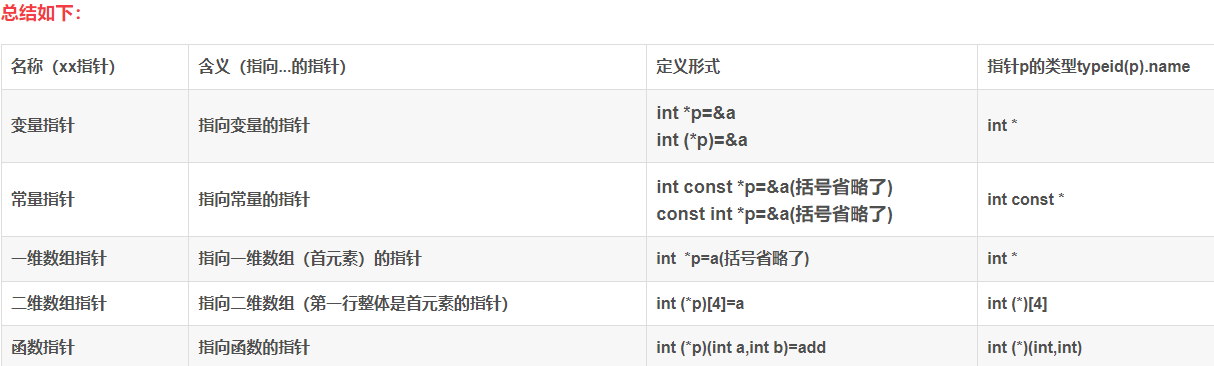 总结如下：
名称（xx指针） 含义（指向...的指针） 定义形式 指针p的类型typeid(p).name
变量指针 指向变量的指针 int *p=&a
int (*p)=&a int *
常量指针 指向常量的指针 int const *p=&a(括号省略了)
const int *p=&a(括号省略了) int const *
一维数组指针 指向一维数组（首元素）的指针 int  *p=a(括号省略了) int *
二维数组指针 指向二维数组（第一行整体是首元素的指针） int (*p)[4]=a int (*)[4]
函数指针 指向函数的指针 int (*p)(int a,int b)=add int (*)(int,int)